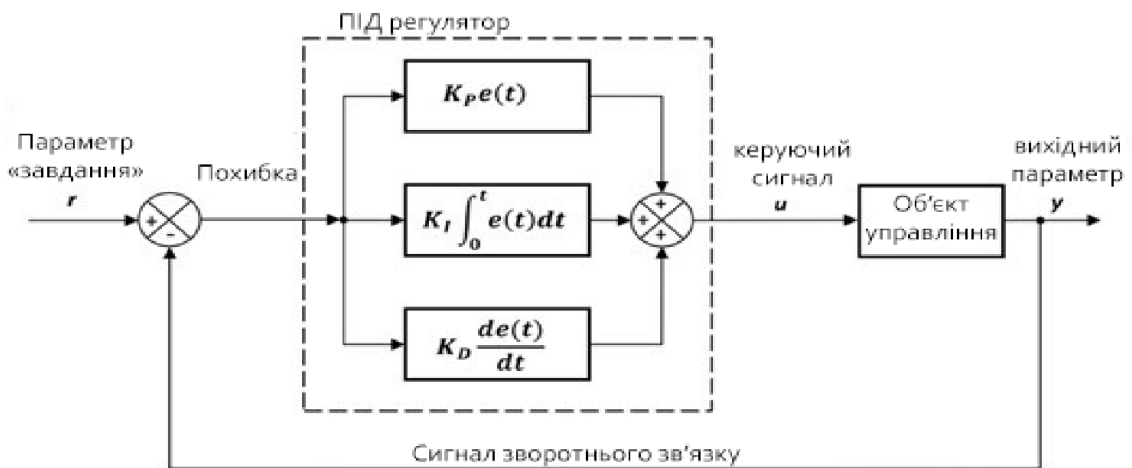 ПІД регулятор
K_P e(t)
Параметр
«завдання»
r
+
-
Похибка
K_I ∫_0^t e(t)dt
+
+
+
керуючий
сигнал
u
Об'єкт
управління
вихідний
параметр
y
K_D de(t)/dt
Сигнал зворотнього зв'язку